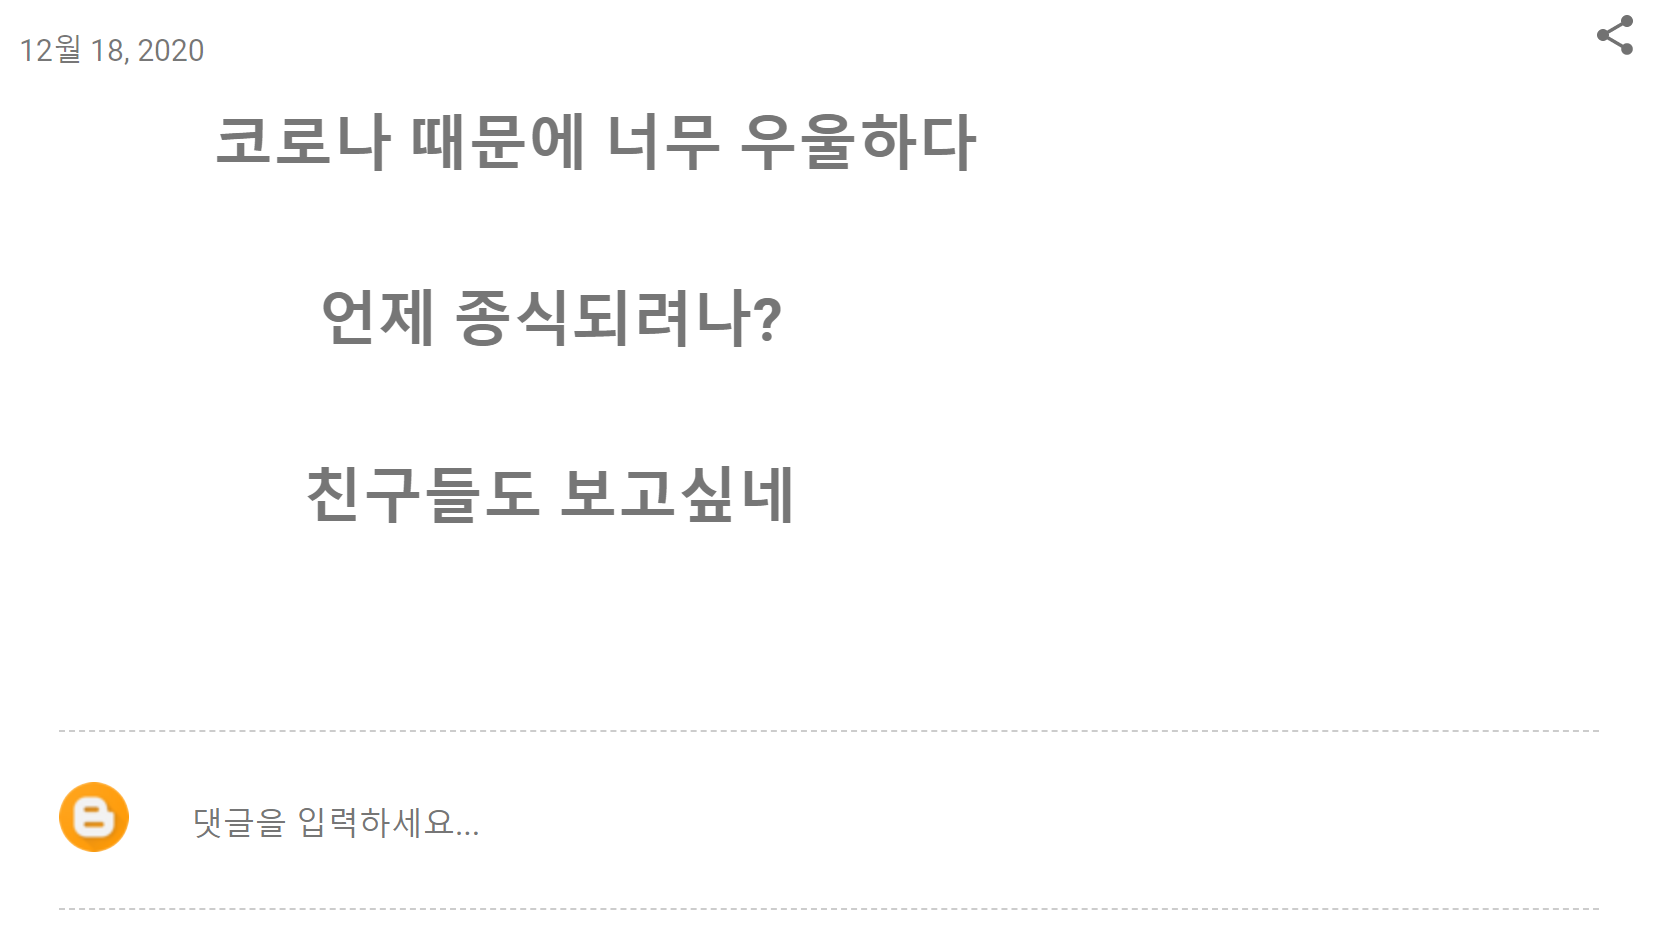 12월 18, 2020
코로나 때문에 너무 우울하다
언제 종식되려나?
친구들도 보고싶네
댓글을 입력하세요...